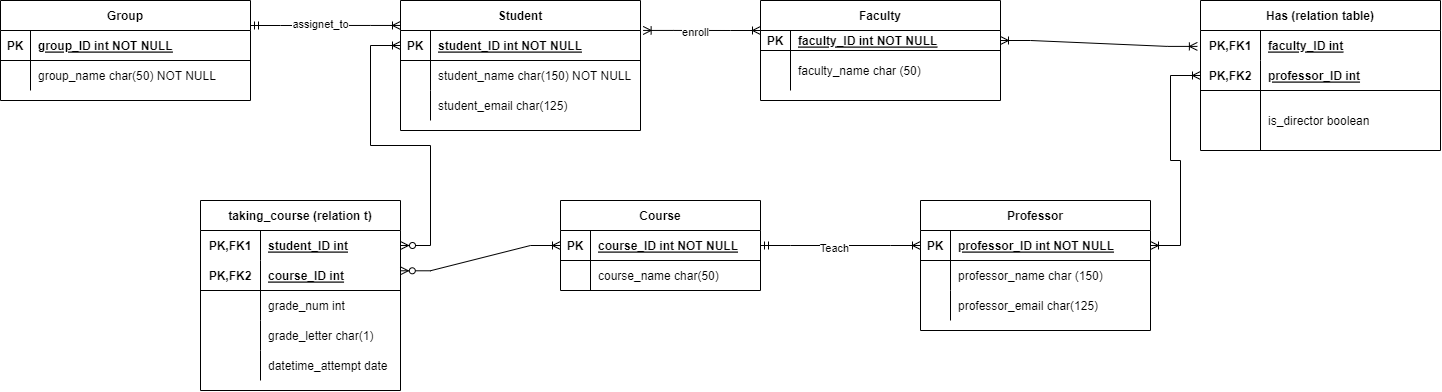 Group
PK group_ID int NOT NULL
group_name char(50) NOT NULL
assignet_to
Student
PK student_ID int NOT NULL
student_name char(150) NOT NULL
student_email char(125)
enroll
Faculty
PK faculty_ID int NOT NULL
faculty_name char (50)
Has (relation table)
PK,FK1 faculty_ID int
PK,FK2 professor_ID int
is_director boolean
taking_course (relation t)
PK,FK1 student_ID int
PK,FK2 course_ID int
grade_num int
grade_letter char(1)
datetime_attempt date
Course
PK course_ID int NOT NULL
course_name char(50)
Teach
Professor
PK professor_ID int NOT NULL
professor_name char (150)
professor_email char(125)